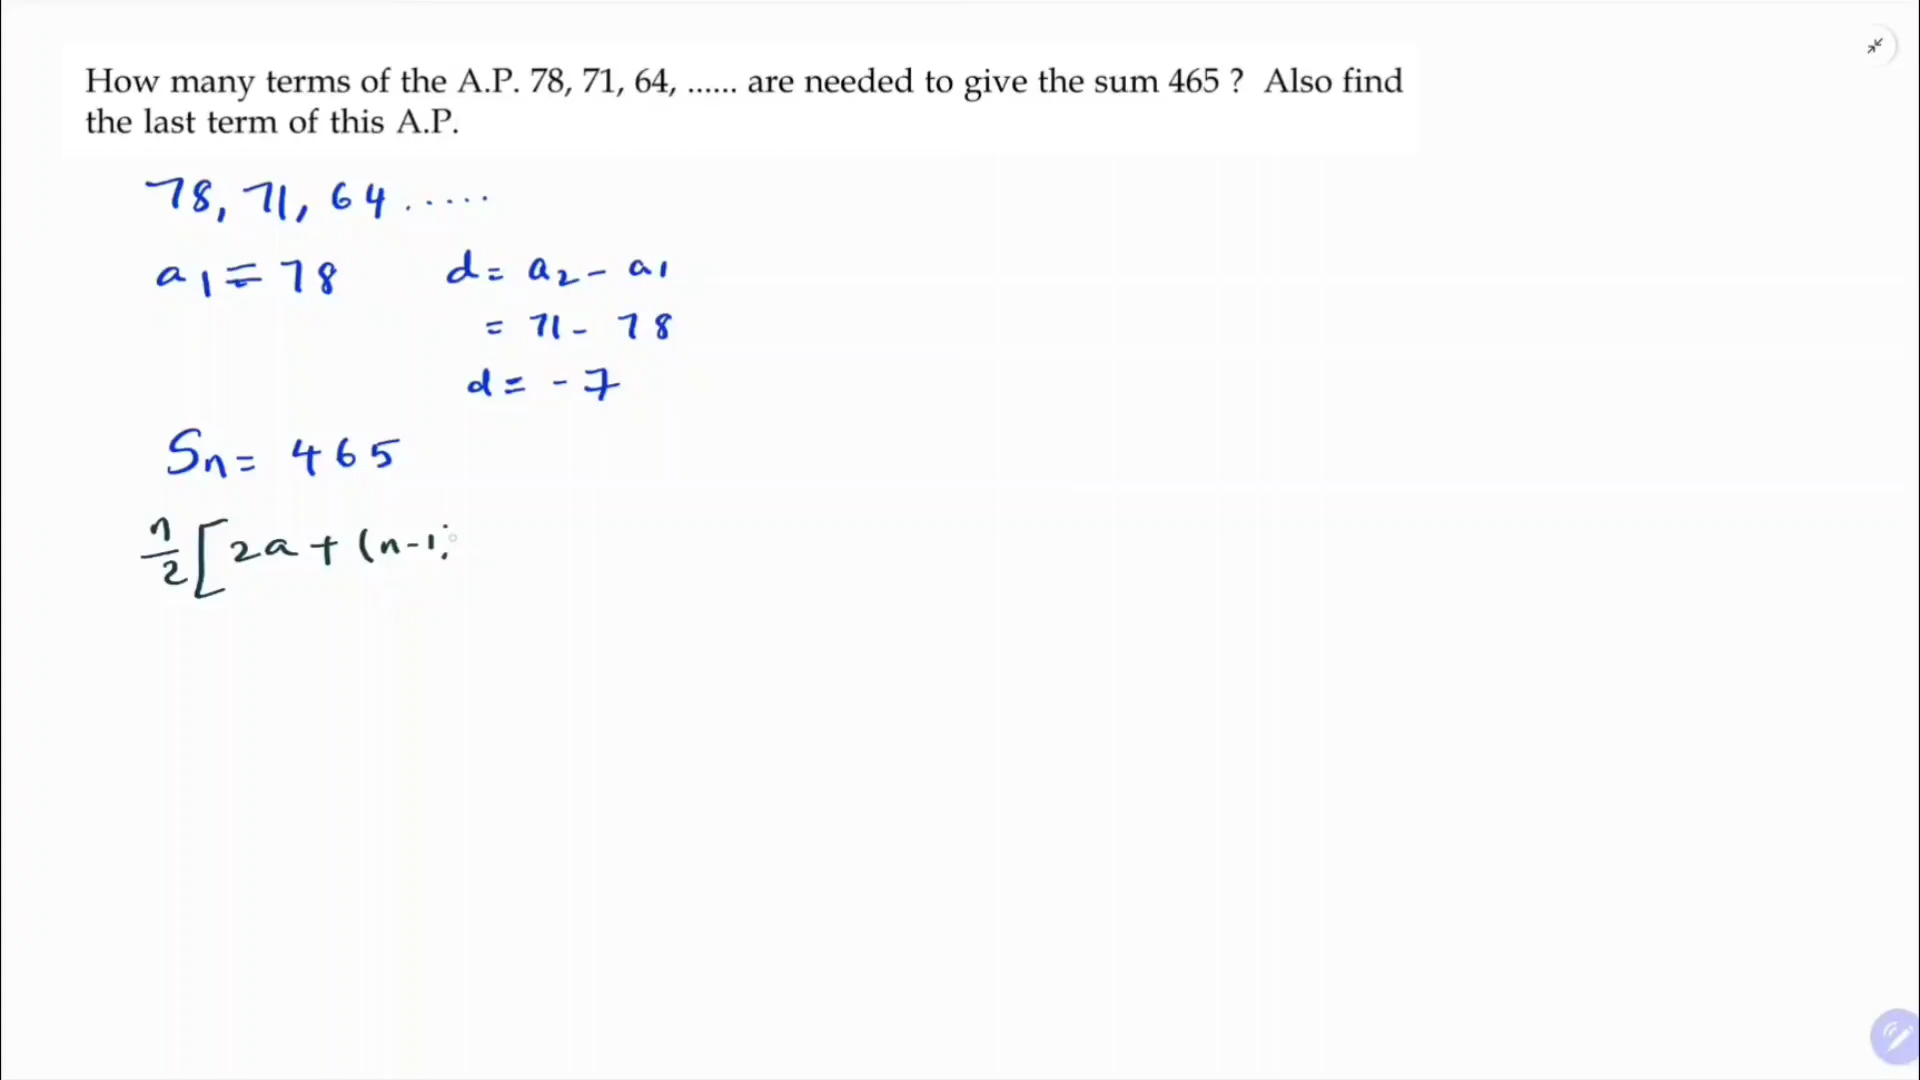 How many terms of the A.P. 78, 71, 64, ...... are needed to give the sum 465 ? Also find
the last term of this A.P.
78, 71, 64 .....
a1 = 78
d = a2 - a1
= 71 - 78
d = -7
Sn = 465
n/2 [2a + (n-1)